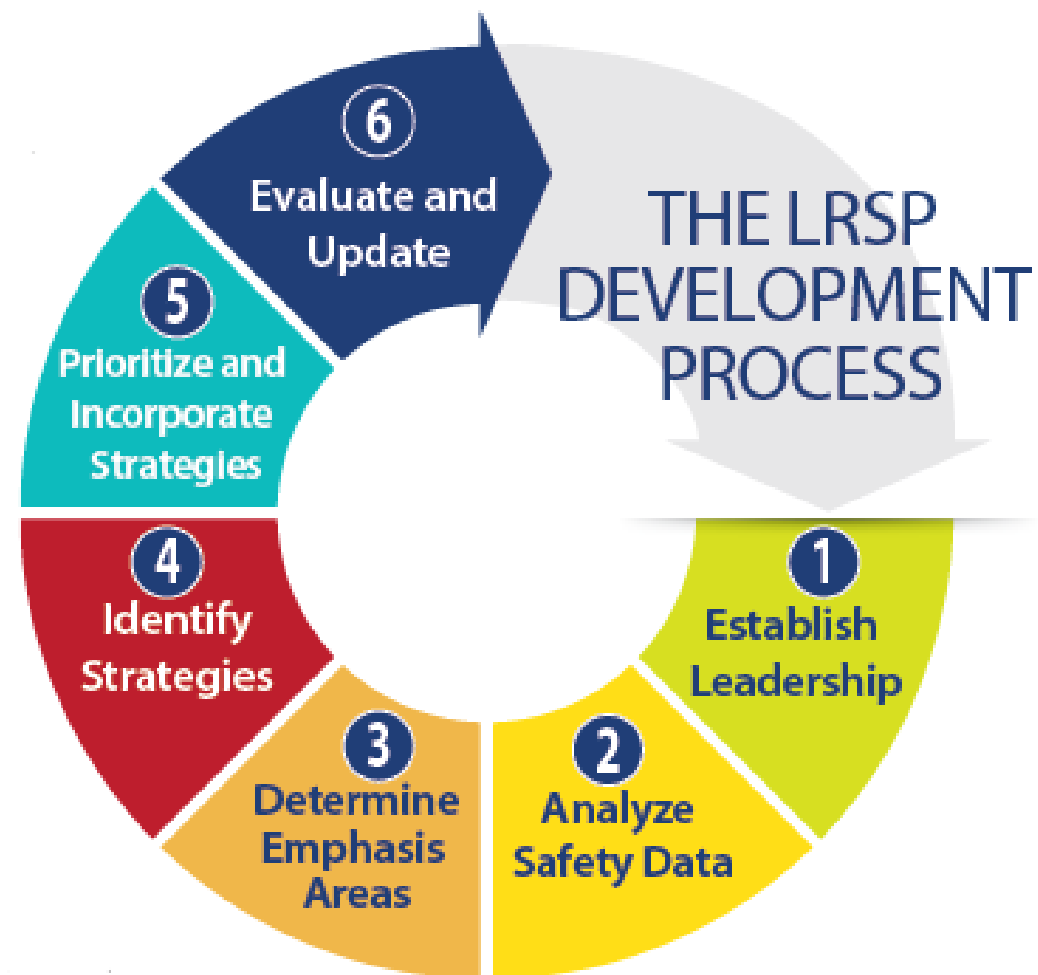 THE LRSP
DEVELOPMENT
PROCESS
1
Establish
Leadership
2
Analyze
Safety Data
3
Determine
Emphasis
Areas
4
Identify
Strategies
5
Prioritize and
Incorporate
Strategies
6
Evaluate and
Update